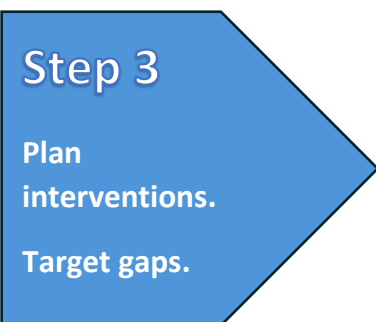 Step 3
Plan
interventions.
Target gaps.